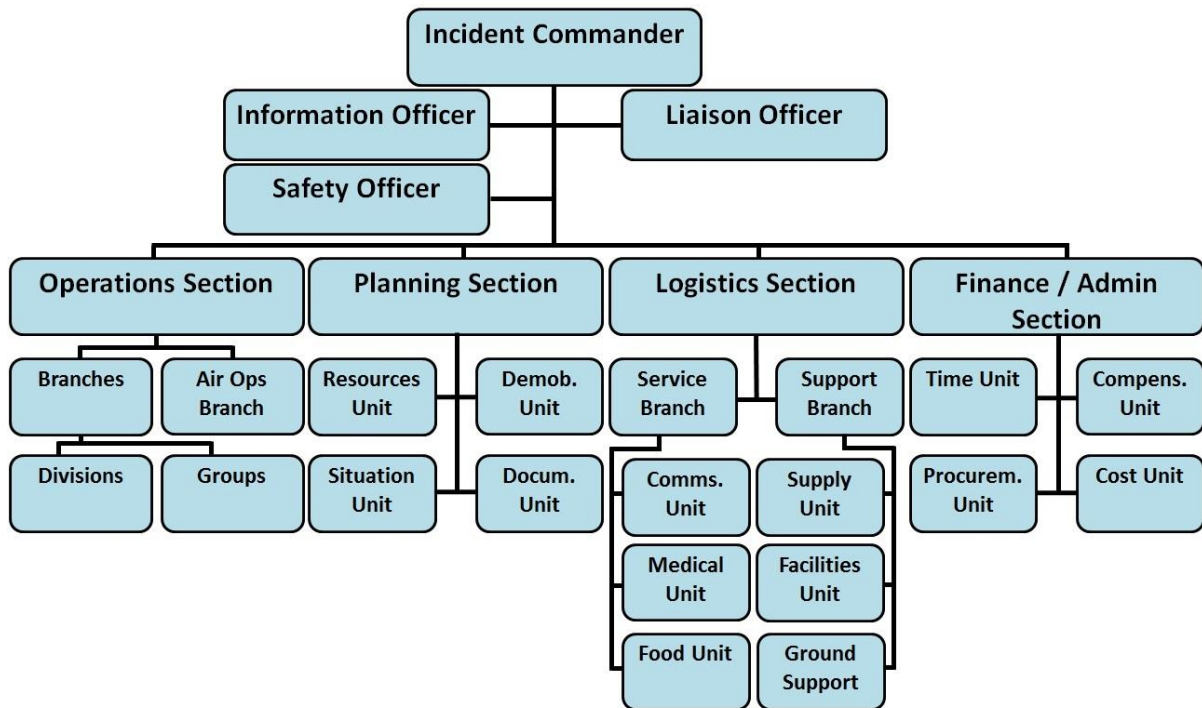 Incident Commander
Information Officer
Liaison Officer
Safety Officer
Operations Section
Planning Section
Logistics Section
Finance / Admin
Section
Branches
Air Ops
Branch
Resources
Unit
Demob.
Unit
Service
Branch
Support
Branch
Time Unit
Compens.
Unit
Divisions
Groups
Situation
Unit
Docum.
Unit
Comms.
Unit
Supply
Unit
Procurem.
Unit
Cost Unit
Medical
Unit
Facilities
Unit
Food Unit
Ground
Support